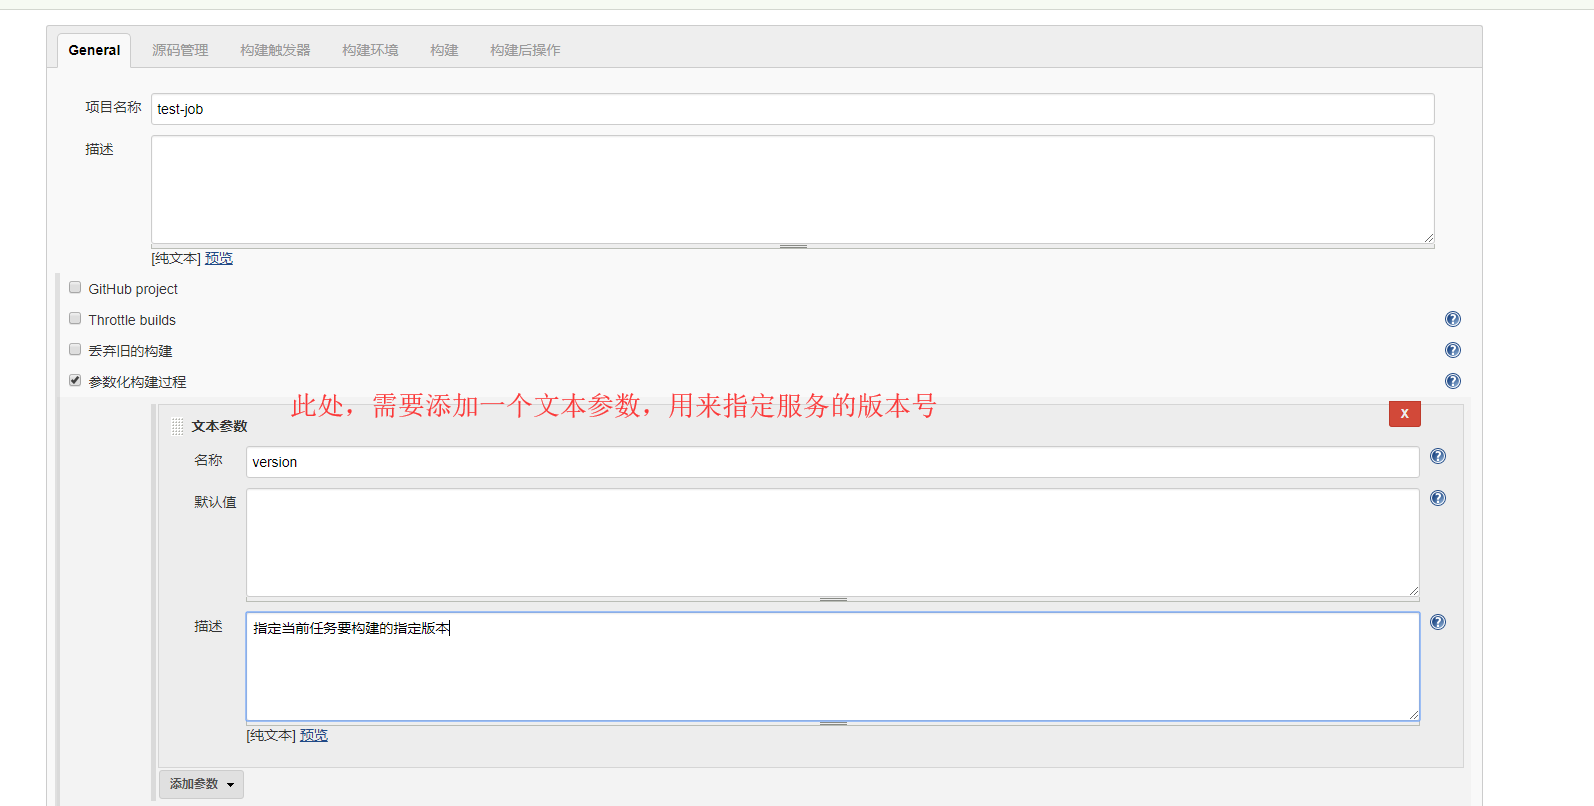 General 源码管理 构建触发器 构建环境 构建 构建后操作
项目名称 test-job
描述
[纯文本] 预览
GitHub project
Throttle builds
丢弃旧的构建
参数化构建过程
此处，需要添加一个文本参数，用来指定服务的版本号
X
文本参数
名称 version
默认值
描述 指定当前任务要构建的指定版本
[纯文本] 预览
添加参数